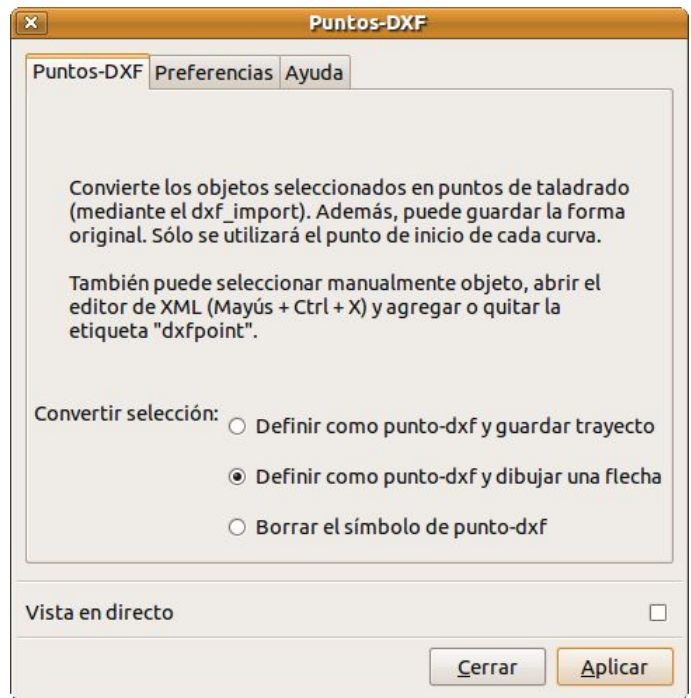 Puntos-DXF
Puntos-DXF Preferencias Ayuda
Convierte los objetos seleccionados en puntos de taladrado
(mediante el dxf_import). Además, puede guardar la forma
original. Sólo se utilizará el punto de inicio de cada curva.
También puede seleccionar manualmente objeto, abrir el
editor de XML (Mayús + Ctrl + X) y agregar o quitar la
etiqueta "dxfpoint".
Convertir selección:
Definir como punto-dxf y guardar trayecto
Definir como punto-dxf y dibujar una flecha
Borrar el símbolo de punto-dxf
Vista en directo
Cerrar Aplicar